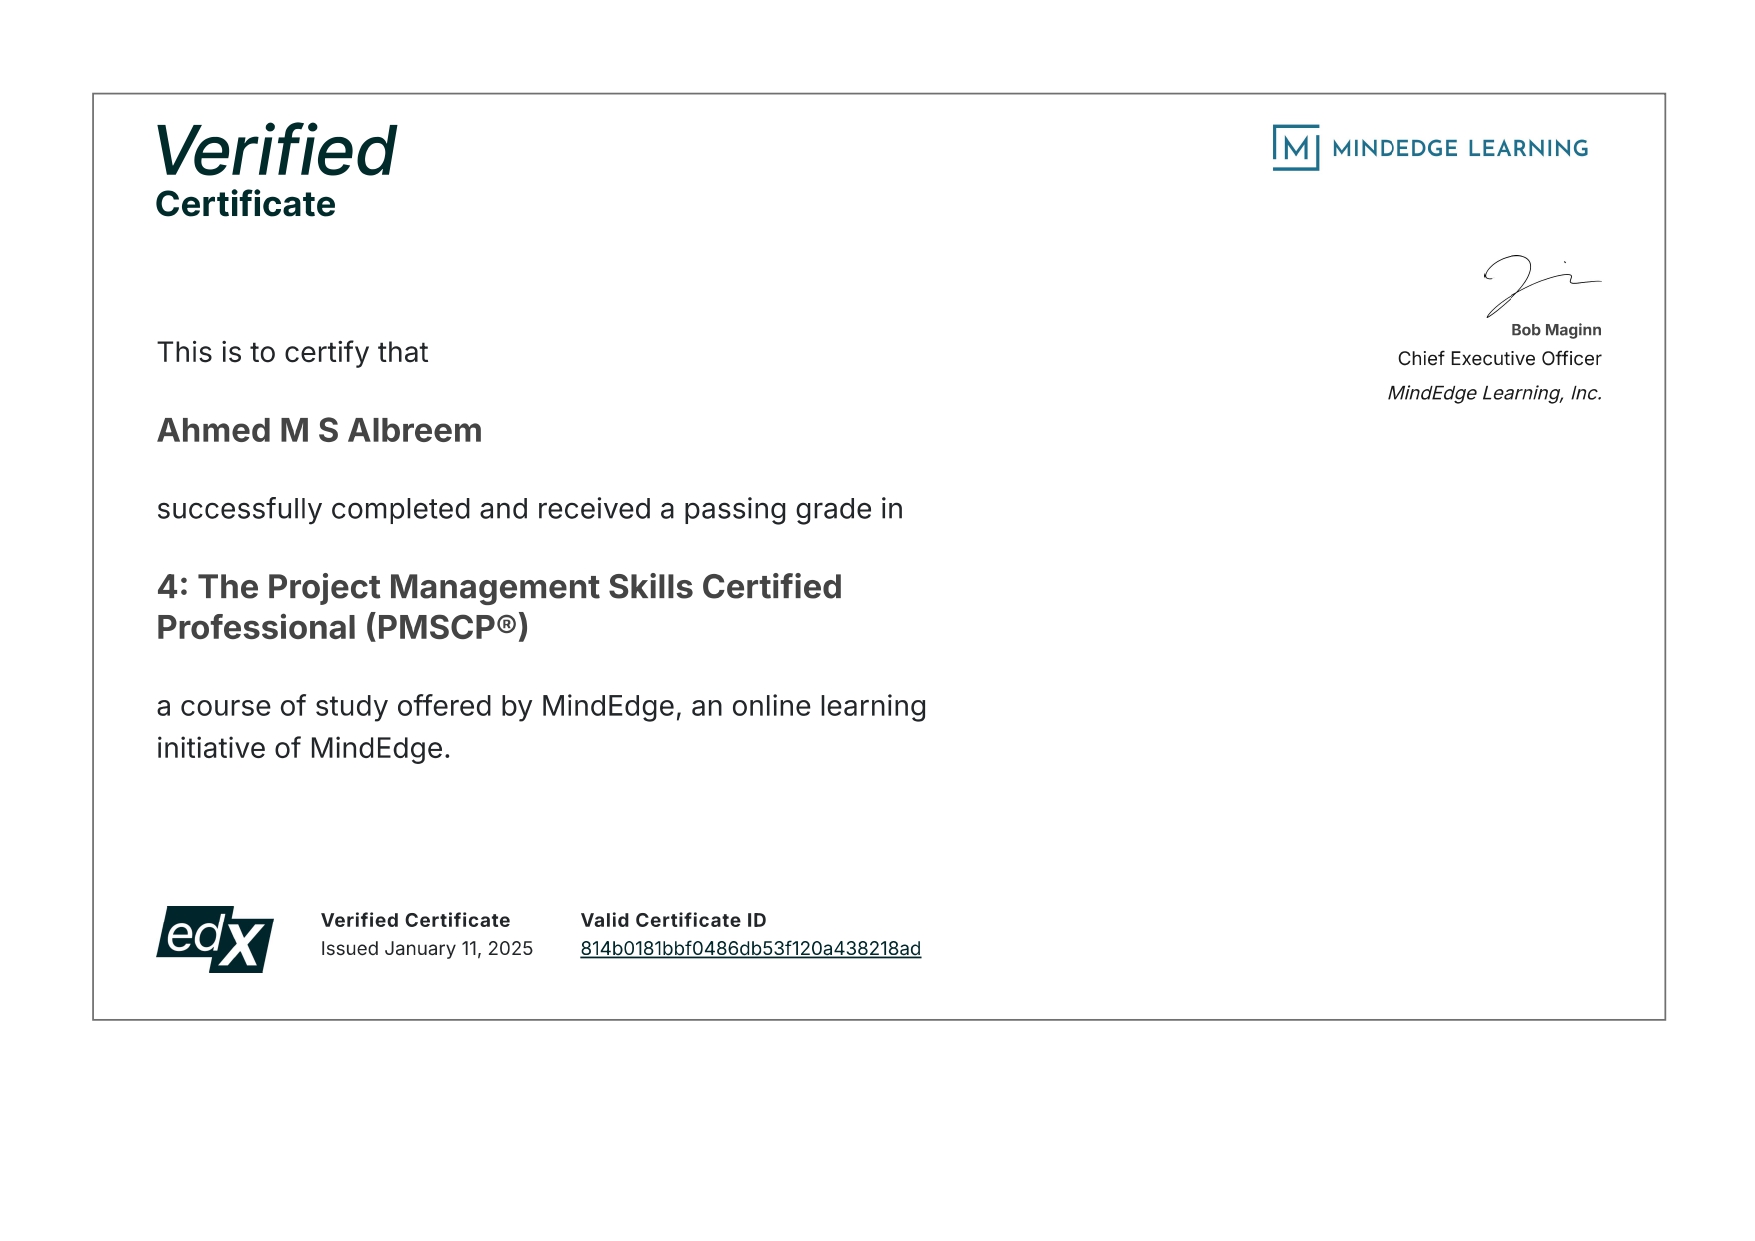 Verified
Certificate
MINDEDGE LEARNING
Bob Maginn
Chief Executive Officer
MindEdge Learning, Inc.
This is to certify that
Ahmed M S Albreem
successfully completed and received a passing grade in
4: The Project Management Skills Certified
Professional (PMSCP®)
a course of study offered by MindEdge, an online learning
initiative of MindEdge.
edX
Verified Certificate
Issued January 11, 2025
Valid Certificate ID
814b0181bbf0486db53f120a438218ad